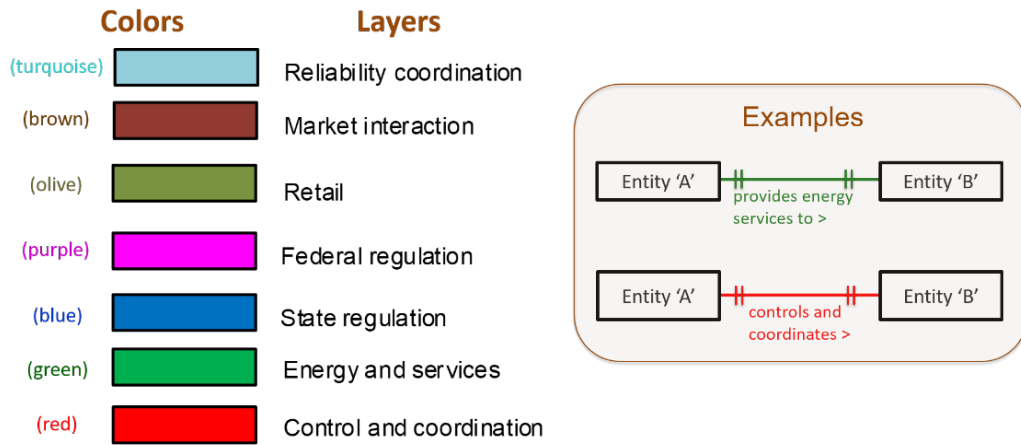 Colors Layers
(turquoise) Reliability coordination
(brown) Market interaction
(olive) Retail
(purple) Federal regulation
(blue) State regulation
(green) Energy and services
(red) Control and coordination
Examples
Entity ‘A’ Entity ‘B’
provides energy
services to >
Entity ‘A’ Entity ‘B’
controls and
coordinates >